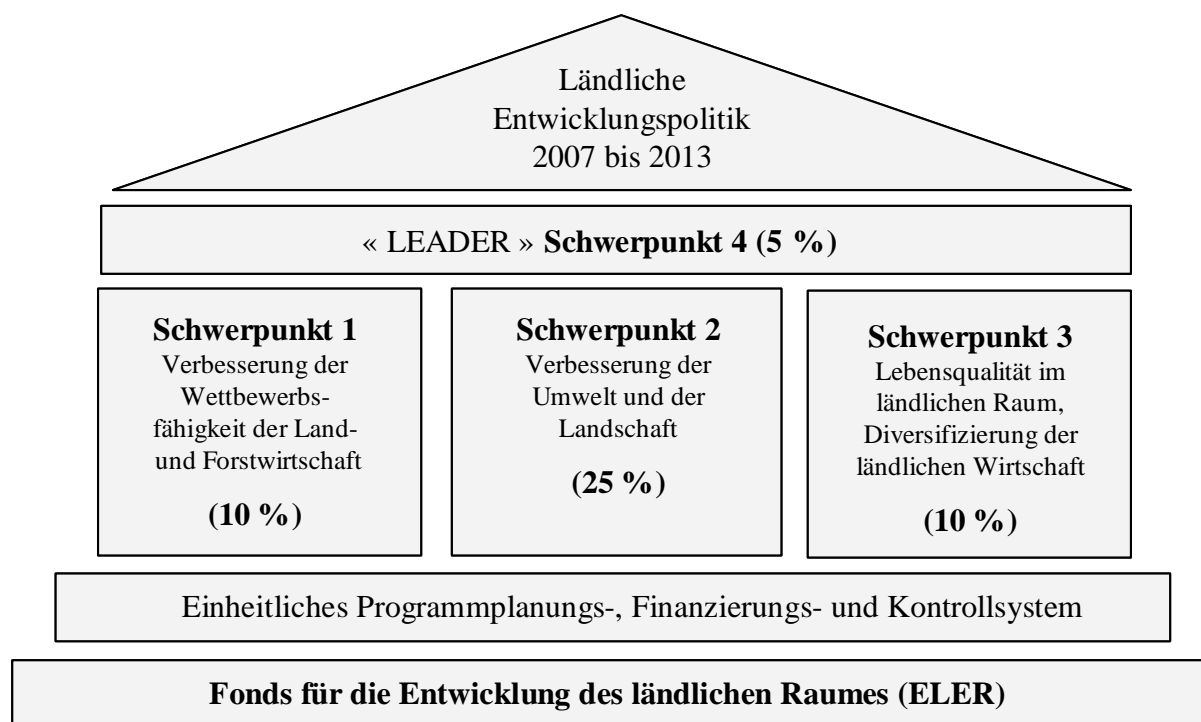 Ländliche
Entwicklungspolitik
2007 bis 2013
« LEADER » Schwerpunkt 4 (5 %)
Schwerpunkt 1
Verbesserung der
Wettbewerbs-
fähigkeit der Land-
und Forstwirtschaft
(10 %)
Schwerpunkt 2
Verbesserung der
Umwelt und der
Landschaft
(25 %)
Schwerpunkt 3
Lebensqualität im
ländlichen Raum,
Diversifizierung der
ländlichen Wirtschaft
(10 %)
Einheitliches Programmplanungs-, Finanzierungs- und Kontrollsystem
Fonds für die Entwicklung des ländlichen Raumes (ELER)